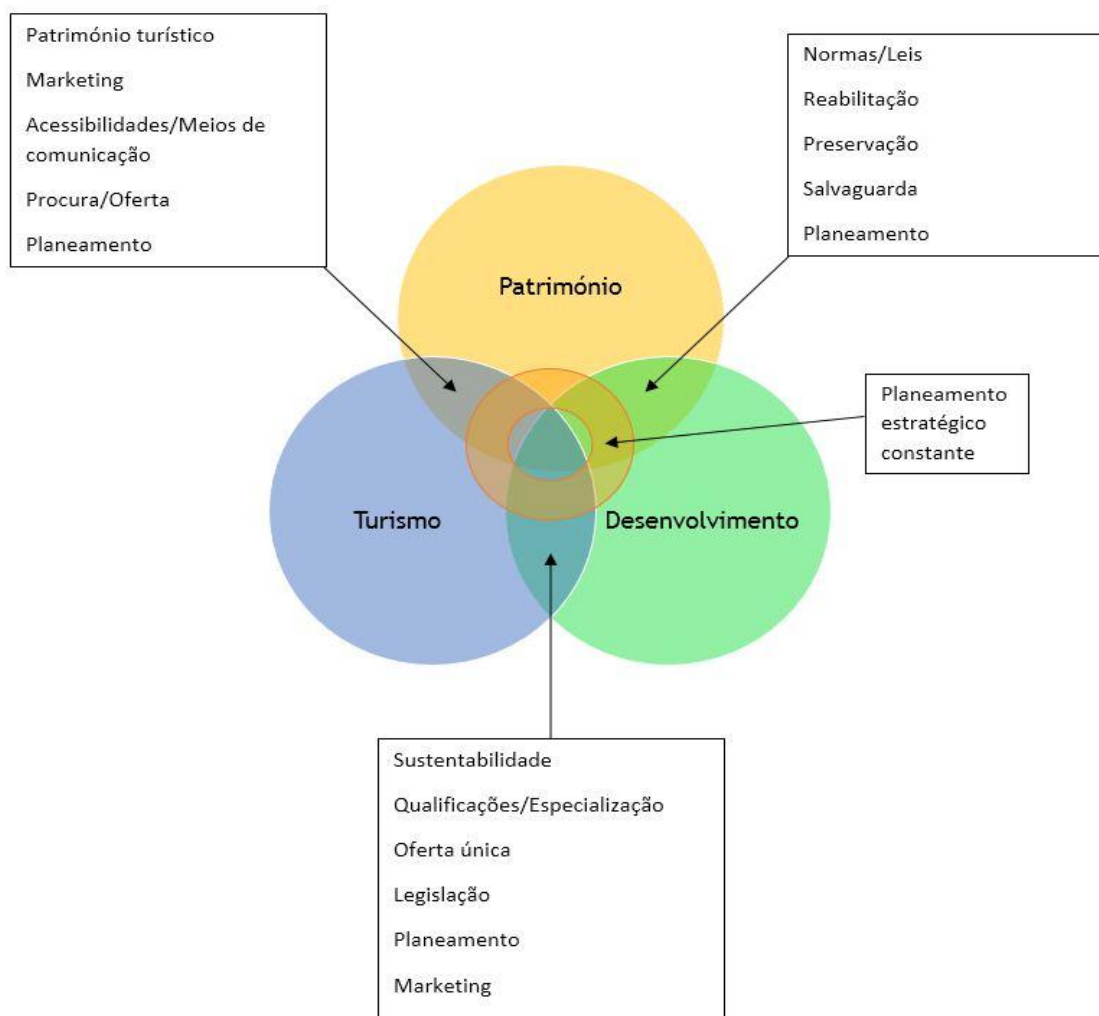 Património turístico
Marketing
Acessibilidades/Meios de
comunicação
Procura/Oferta
Planeamento
Normas/Leis
Reabilitação
Preservação
Salvaguarda
Planeamento
Património
Planeamento
estratégico
constante
Turismo
Desenvolvimento
Sustentabilidade
Qualificações/Especialização
Oferta única
Legislação
Planeamento
Marketing